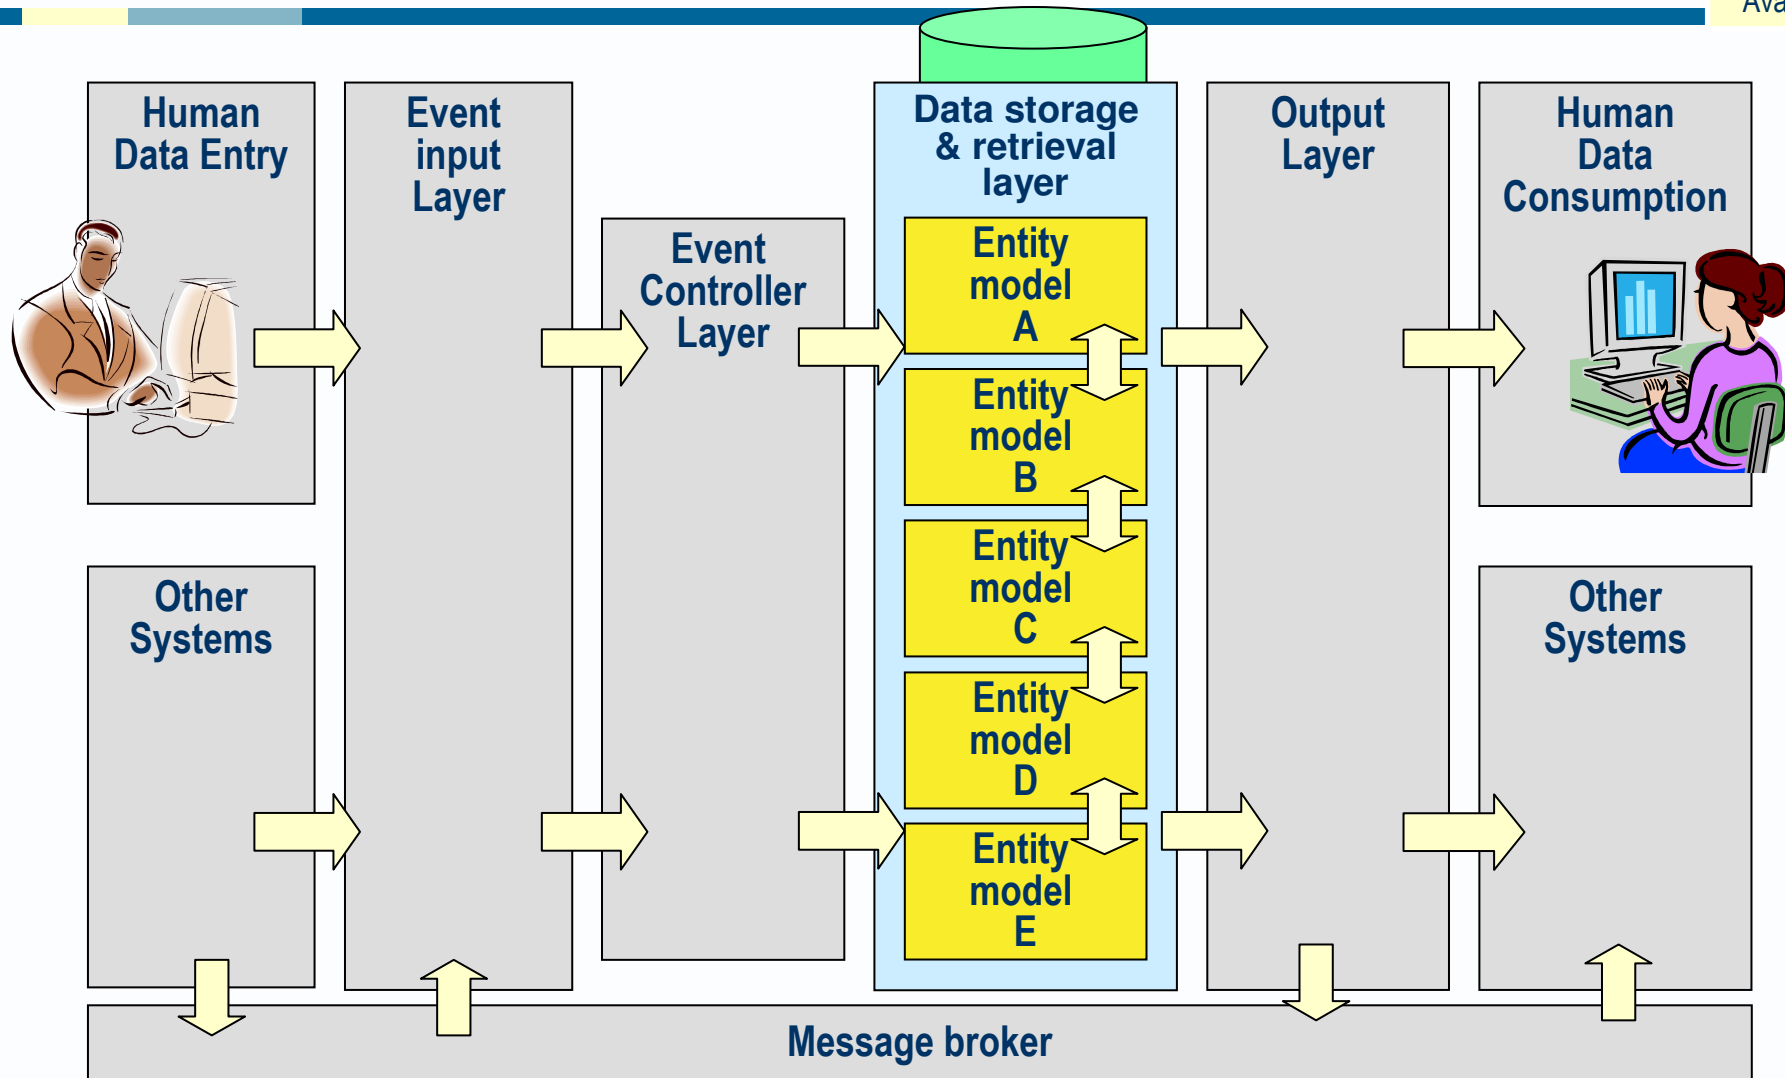 Human
Data Entry
Event
input
Layer
Event
Controller
Layer
Data storage
& retrieval
layer
Entity
model
A
Entity
model
B
Entity
model
C
Entity
model
D
Entity
model
E
Output
Layer
Human
Data
Consumption
Other
Systems
Other
Systems
Message broker